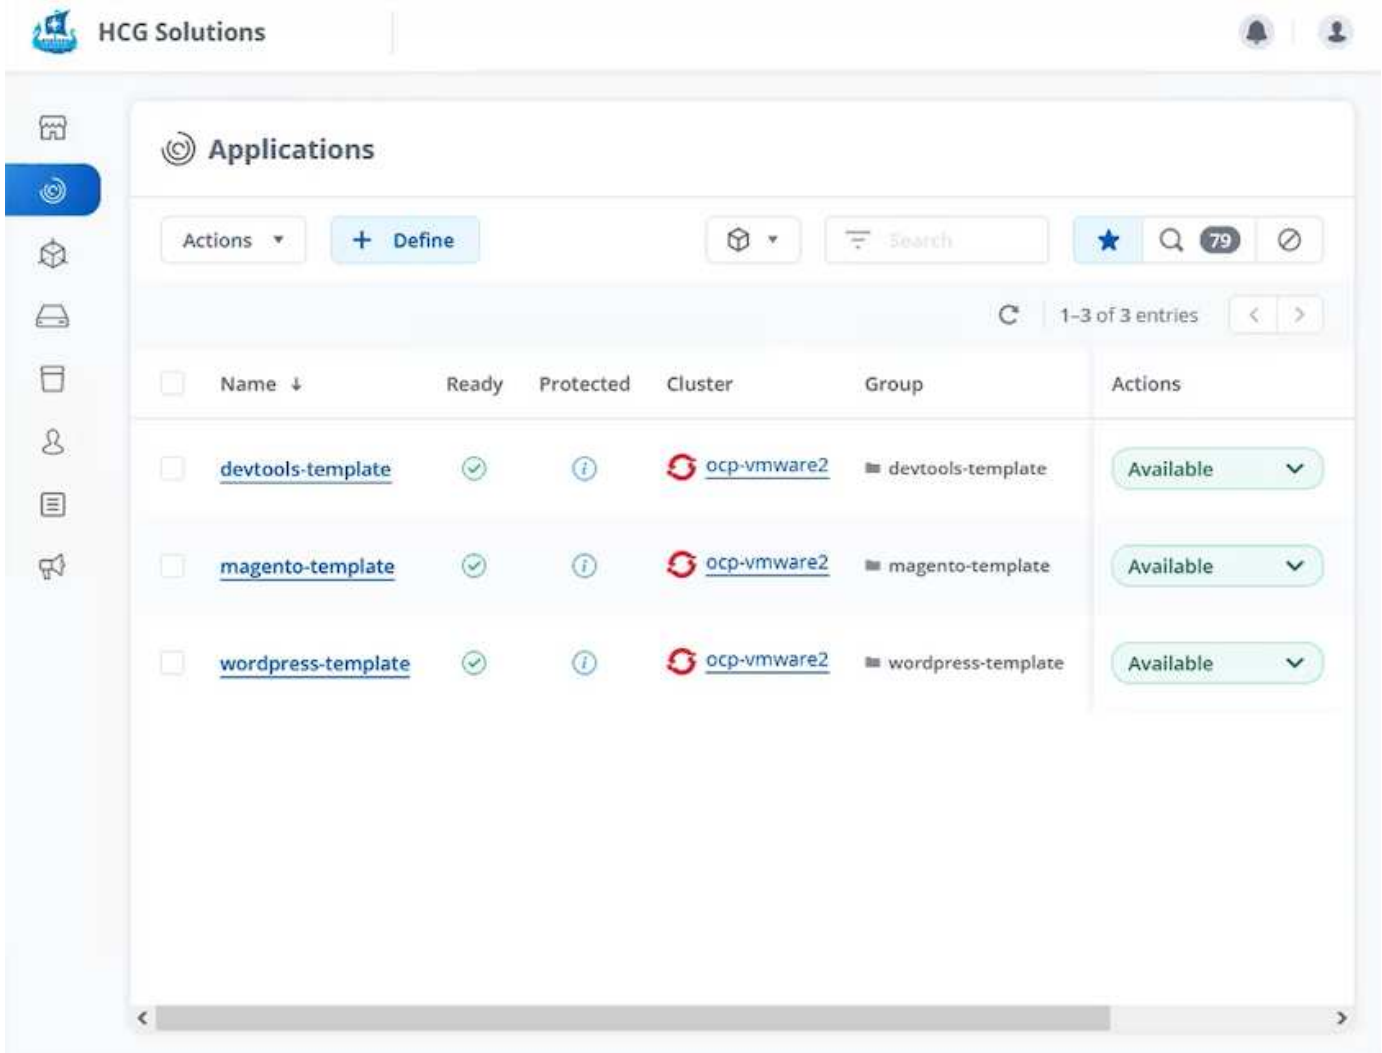 HCG Solutions
Applications
Actions + Define Search 79
1–3 of 3 entries
Name Ready Protected Cluster Group Actions
devtools-template ocp-vmware2 devtools-template Available
magento-template ocp-vmware2 magento-template Available
wordpress-template ocp-vmware2 wordpress-template Available